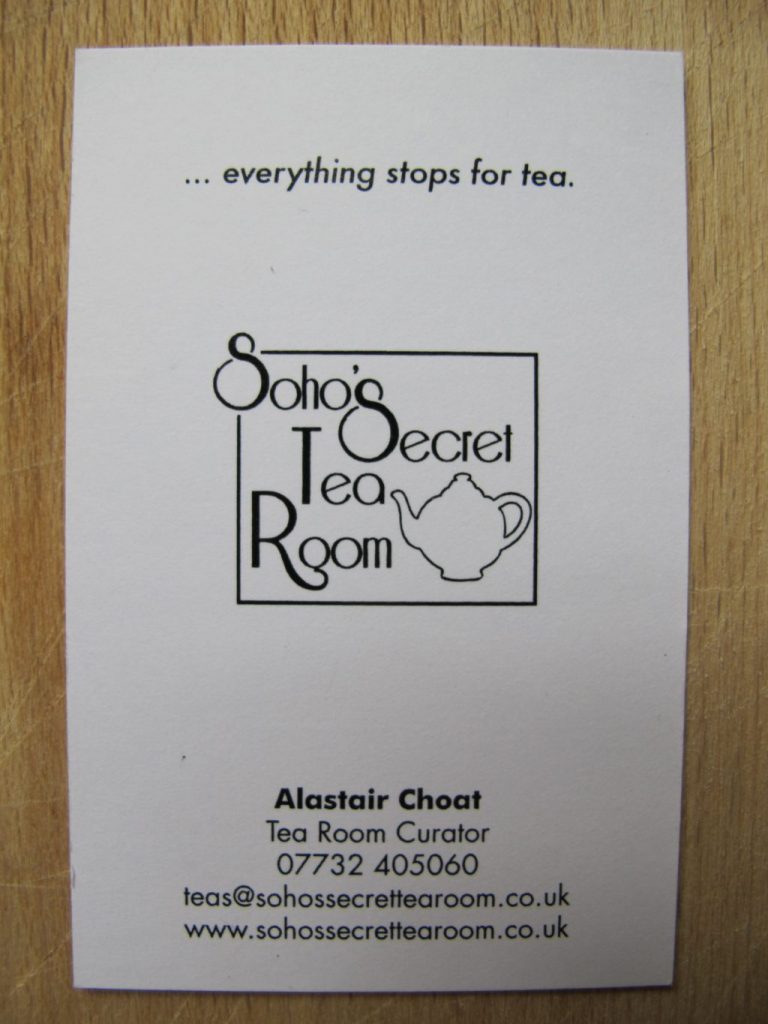 ... everything stops for tea.
Soho's
Secret
Tea
Room
Alastair Choat
Tea Room Curator
07732 405060
teas@sohossecrettearoom.co.uk
www.sohossecrettearoom.co.uk